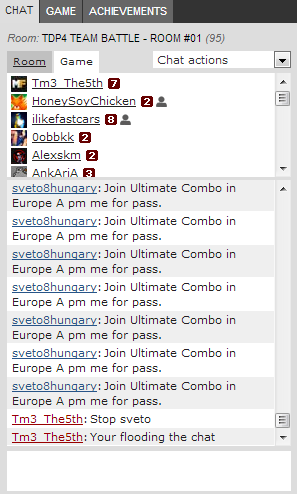 CHAT GAME ACHIEVEMENTS
Room: TDP4 TEAM BATTLE - ROOM #01 (95)
Room Game Chat actions
Tm3_The5th 7
HoneySoyChicken 2
ilikefastcars 8
0obbkk 2
Alexskm 2
AnkAriA 3
sveto8hungary: Join Ultimate Combo in
Europe A pm me for pass.
sveto8hungary: Join Ultimate Combo in
Europe A pm me for pass.
sveto8hungary: Join Ultimate Combo in
Europe A pm me for pass.
sveto8hungary: Join Ultimate Combo in
Europe A pm me for pass.
sveto8hungary: Join Ultimate Combo in
Europe A pm me for pass.
sveto8hungary: Join Ultimate Combo in
Europe A pm me for pass.
sveto8hungary: Join Ultimate Combo in
Europe A pm me for pass.
Tm3_The5th: Stop sveto
Tm3_The5th: Your flooding the chat